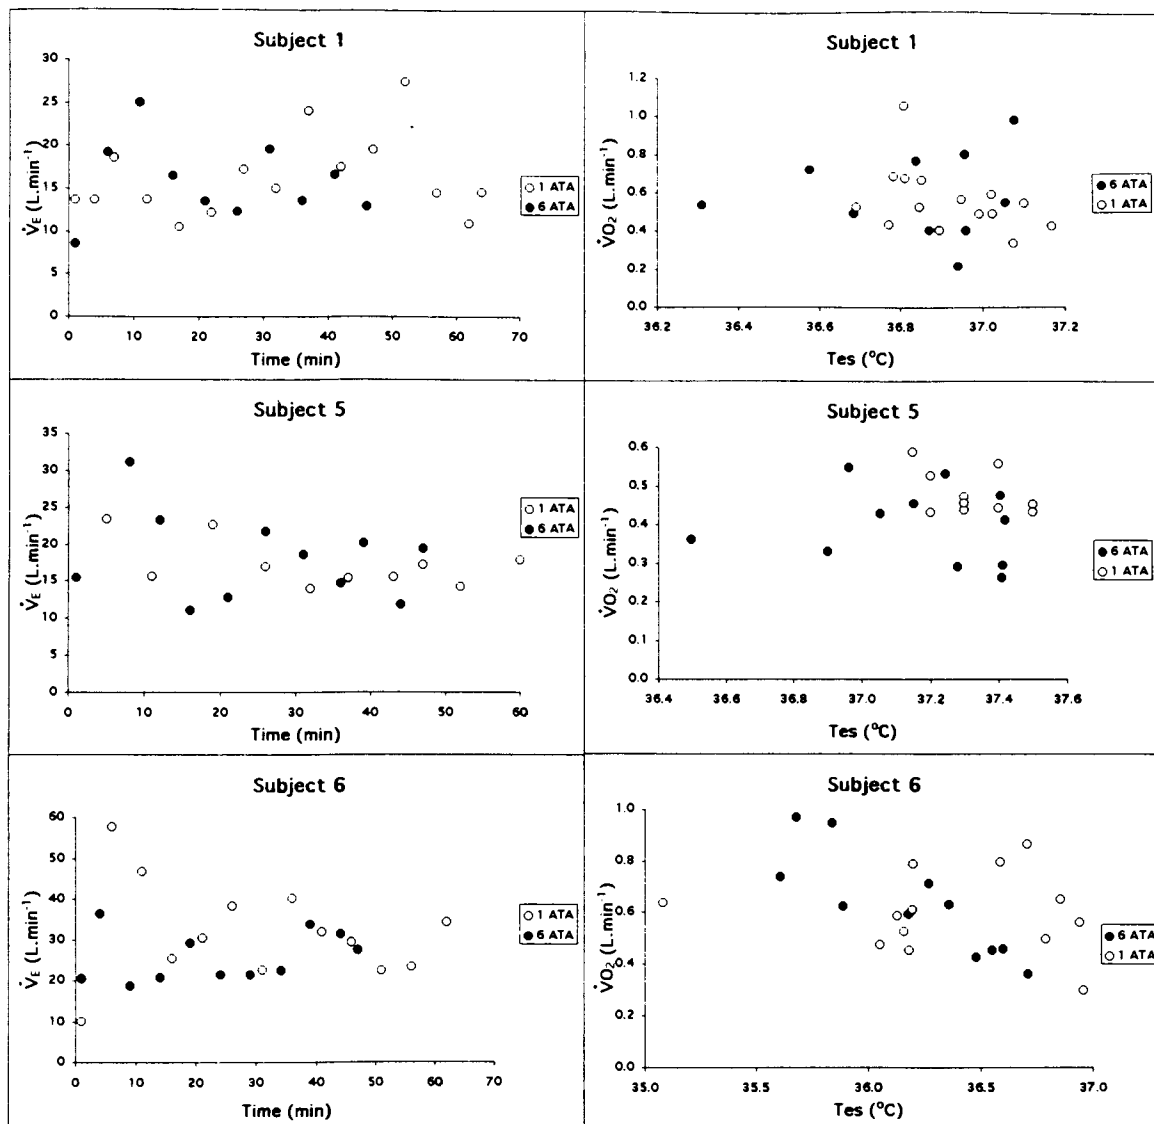 Subject 1
30
25
20
15
10
5
0
V̇E (L.min-1)
0 10 20 30 40 50 60 70
Time (min)
○ 1 ATA
● 6 ATA
Subject 1
1.2
1.0
0.8
0.6
0.4
0.2
0.0
V̇O2 (L.min-1)
36.2 36.4 36.6 36.8 37.0 37.2
Tes (°C)
● 6 ATA
○ 1 ATA
Subject 5
35
30
25
20
15
10
5
0
V̇E (L.min-1)
0 10 20 30 40 50 60
Time (min)
○ 1 ATA
● 6 ATA
Subject 5
0.6
0.5
0.4
0.3
0.2
0.1
0.0
V̇O2 (L.min-1)
36.4 36.6 36.8 37.0 37.2 37.4 37.6
Tes (°C)
● 6 ATA
○ 1 ATA
Subject 6
60
50
40
30
20
10
0
V̇E (L.min-1)
0 10 20 30 40 50 60 70
Time (min)
○ 1 ATA
● 6 ATA
Subject 6
1.0
0.8
0.6
0.4
0.2
0.0
V̇O2 (L.min-1)
35.0 35.5 36.0 36.5 37.0
Tes (°C)
● 6 ATA
○ 1 ATA